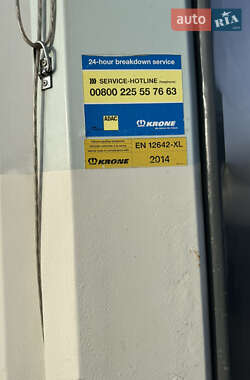 AUTO RIA
24-hour breakdown service
SERVICE-HOTLINE
00800 225 55 76 63
ADAC
KRONE
EN 12642-XL
KRONE
2014